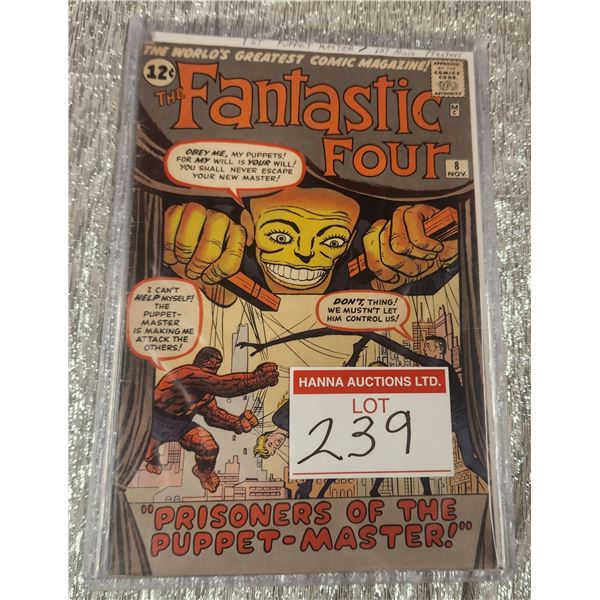 1ST PUPPET MASTER / 1ST Alicia Masters
THE WORLD'S GREATEST COMIC MAGAZINE!
12¢
THE FANTASTIC
FOUR
APPROVED
BY THE
COMICS
CODE
AUTHORITY
M
C
8
NOV.
OBEY ME, MY PUPPETS!
FOR MY WILL IS YOUR WILL!
YOU SHALL NEVER ESCAPE
YOUR NEW MASTER!
I CAN'T
HELP MYSELF!
THE
PUPPET-
MASTER
IS MAKING ME
ATTACK THE
OTHERS!
DON'T, THING!
WE MUSTN'T LET
HIM CONTROL US!
HANNA AUCTIONS LTD.
LOT
239
"PRISONERS OF THE
PUPPET-MASTER!"